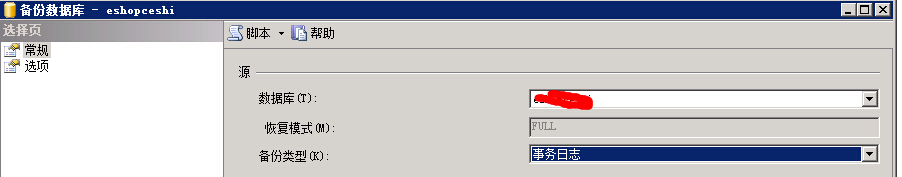 备份数据库 - eshopceshi
选择页
常规
选项
脚本 帮助
源
数据库(T):
恢复模式(M): FULL
备份类型(K): 事务日志